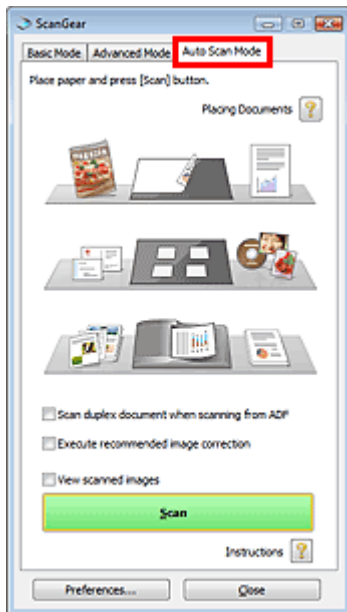 ScanGear
Basic Mode Advanced Mode Auto Scan Mode
Place paper and press [Scan] button.
Placing Documents ?
Scan duplex document when scanning from ADF
Execute recommended image correction
View scanned images
Scan
Instructions ?
Preferences... Close